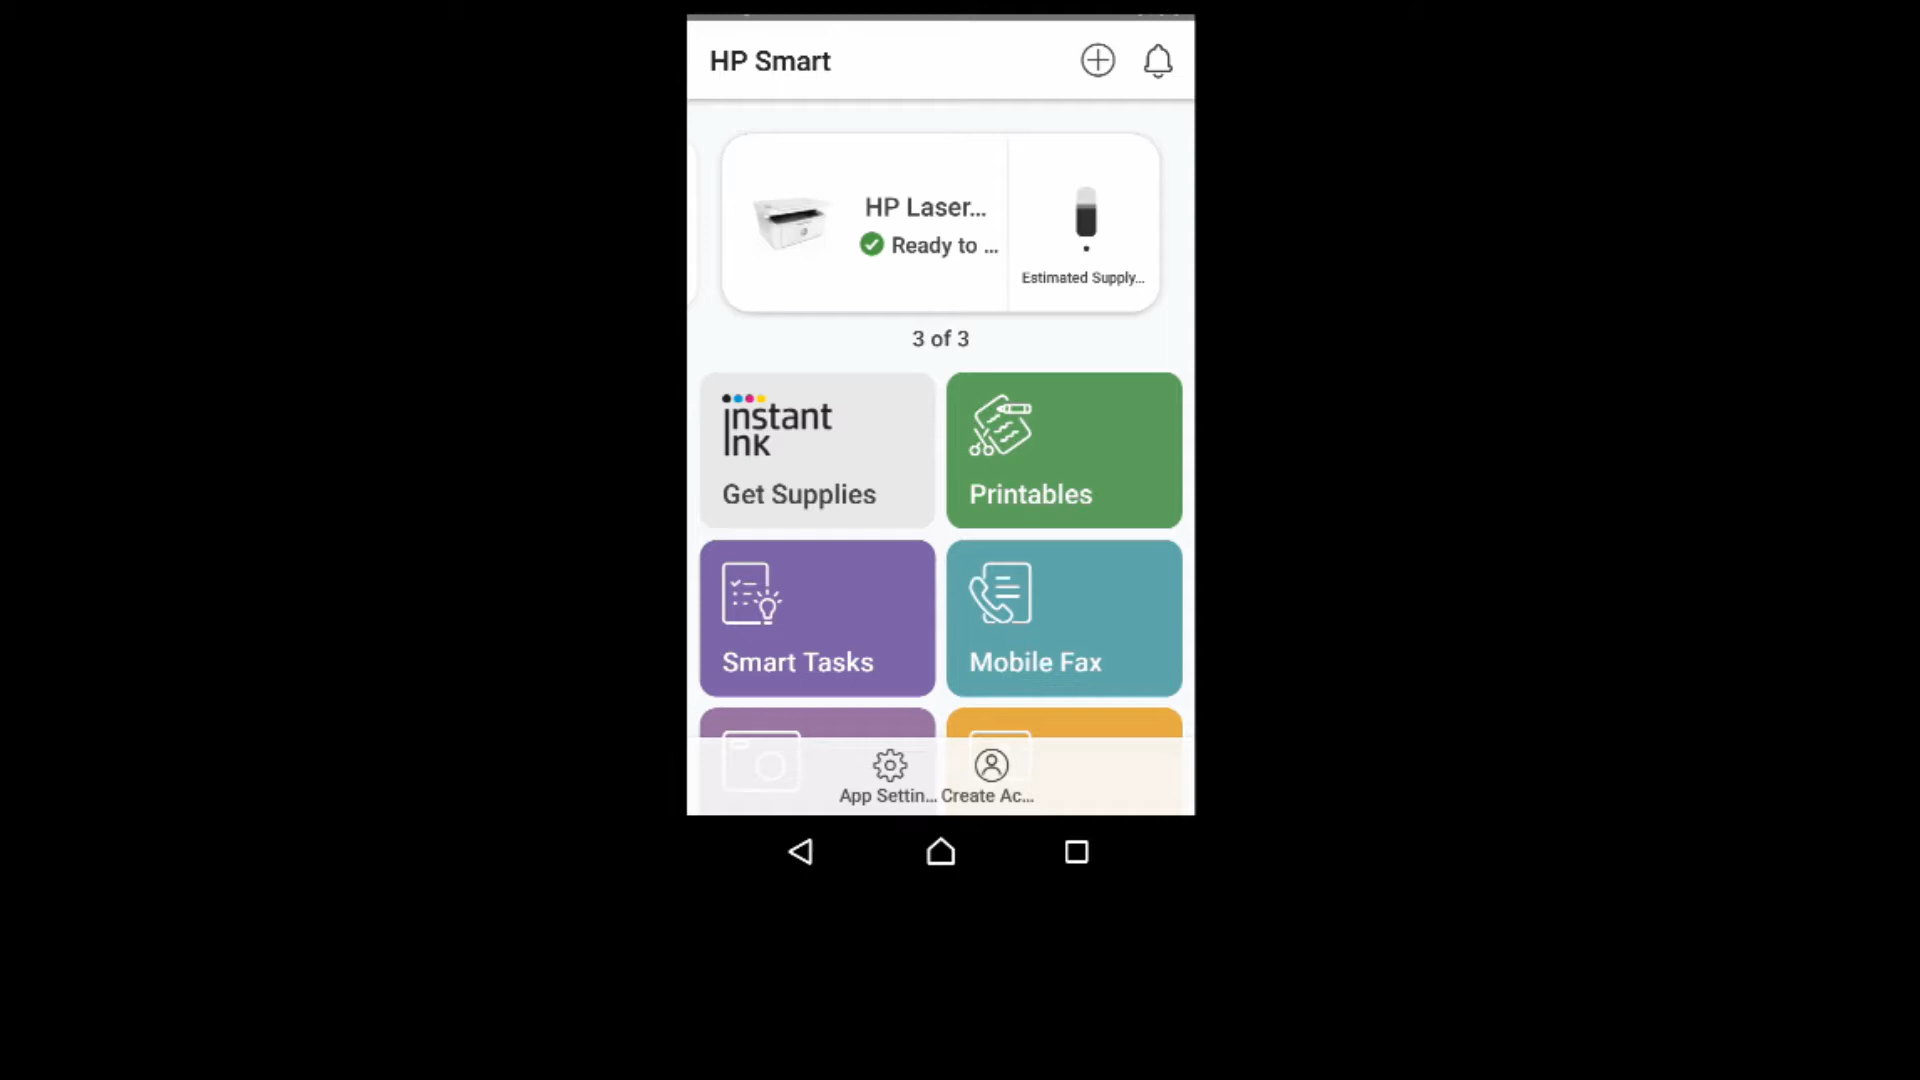 HP Smart
HP Laser...
Ready to ...
Estimated Supply...
3 of 3
instant
ink
Get Supplies
Printables
Smart Tasks
Mobile Fax
App Settin...
Create Ac...